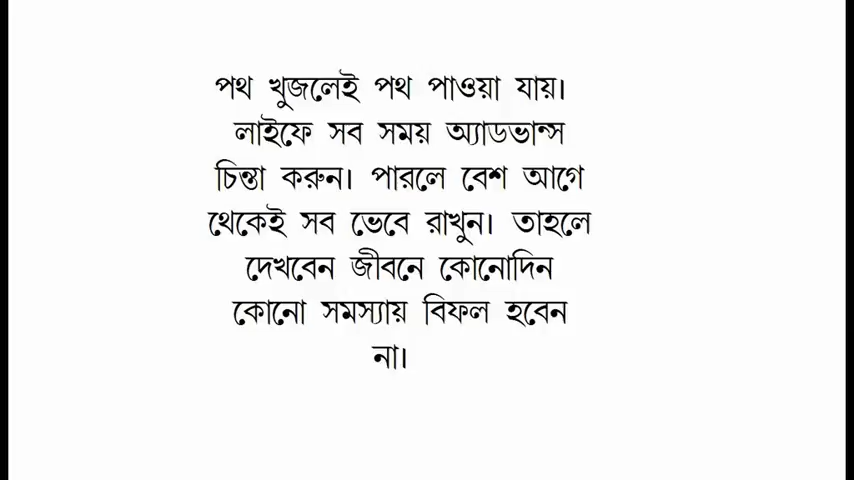 পথ খুজলেই পথ পাওয়া যায়।
লাইফে সব সময় অ্যাডভান্স
চিন্তা করুন। পারলে বেশ আগে
থেকেই সব ভেবে রাখুন। তাহলে
দেখবেন জীবনে কোনোদিন
কোনো সমস্যায় বিফল হবেন
না।